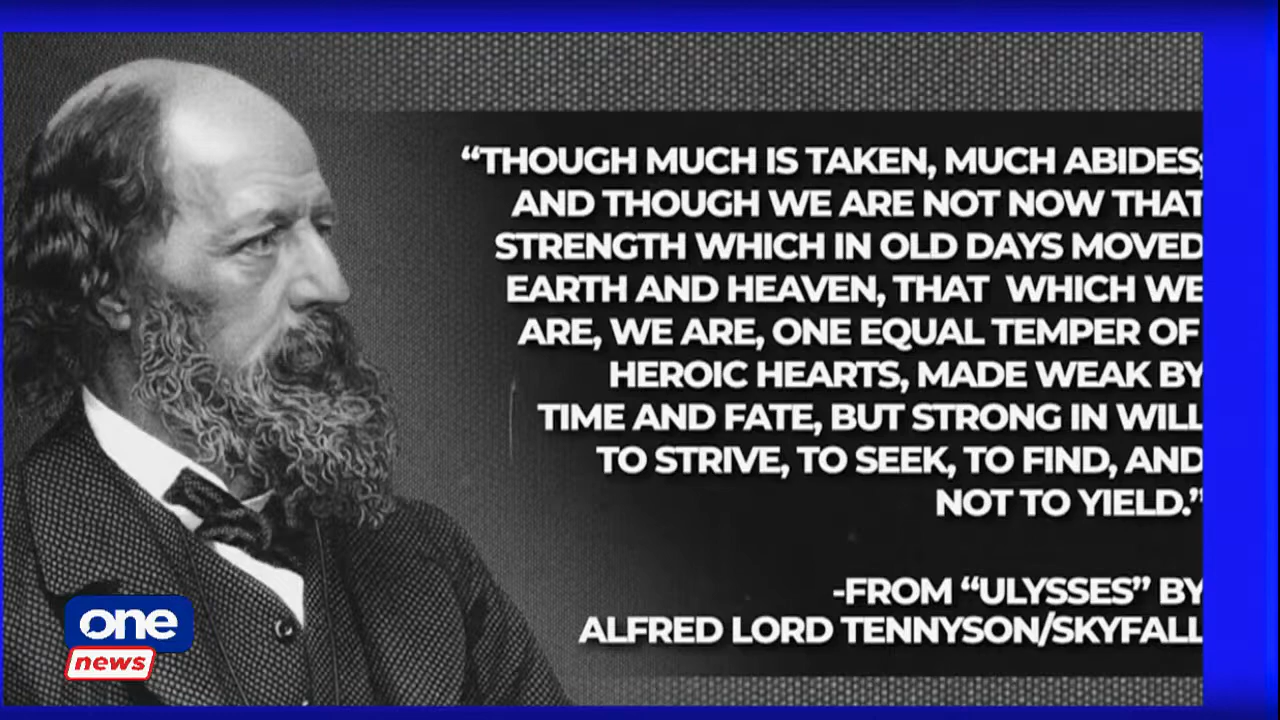 “THOUGH MUCH IS TAKEN, MUCH ABIDES;
AND THOUGH WE ARE NOT NOW THAT
STRENGTH WHICH IN OLD DAYS MOVED
EARTH AND HEAVEN, THAT WHICH WE
ARE, WE ARE, ONE EQUAL TEMPER OF
HEROIC HEARTS, MADE WEAK BY
TIME AND FATE, BUT STRONG IN WILL
TO STRIVE, TO SEEK, TO FIND, AND
NOT TO YIELD.”
-FROM “ULYSSES” BY
ALFRED LORD TENNYSON/SKYFALL
one
news